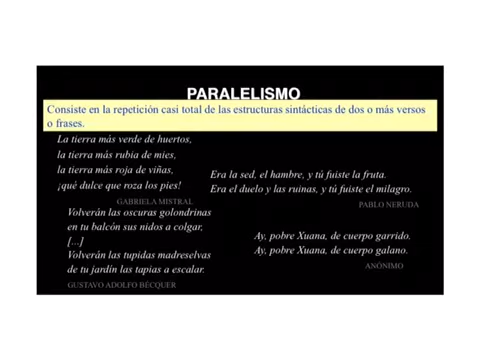 PARALELISMO
Consiste en la repetición casi total de las estructuras sintácticas de dos o más versos
o frases.
La tierra más verde de huertos,
la tierra más rubia de mies,
la tierra más roja de viñas,
¡qué dulce que roza los pies!
GABRIELA MISTRAL
Era la sed, el hambre, y tú fuiste la fruta.
Era el duelo y las ruinas, y tú fuiste el milagro.
PABLO NERUDA
Volverán las oscuras golondrinas
en tu balcón sus nidos a colgar,
[...]
Volverán las tupidas madreselvas
de tu jardín las tapias a escalar.
GUSTAVO ADOLFO BÉCQUER
Ay, pobre Xuana, de cuerpo garrido.
Ay, pobre Xuana, de cuerpo galano.
ANÓNIMO